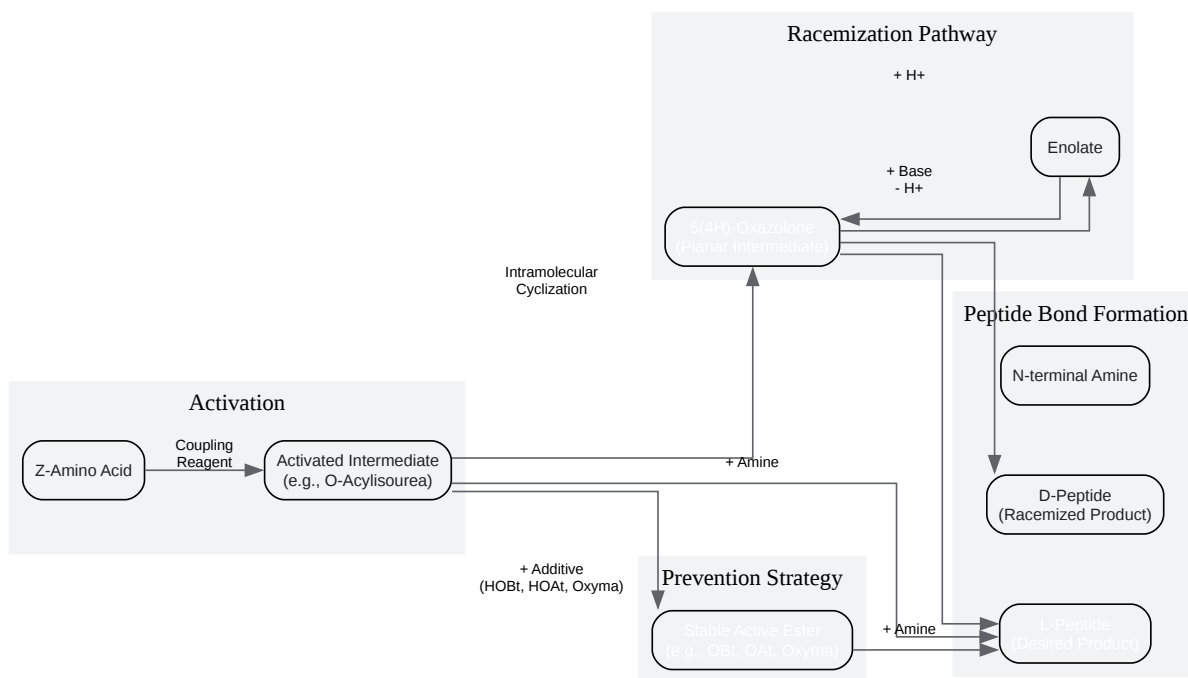 Racemization Pathway
+ H+
Enolate
+ Base
- H+
5(4H)-Oxazolone
(Planar Intermediate)
Intramolecular
Cyclization
Peptide Bond Formation
N-terminal Amine
Activation
Z-Amino Acid
Coupling
Reagent
Activated Intermediate
(e.g., O-Acylisourea)
+ Amine
D-Peptide
(Racemized Product)
+ Additive
(HOBt, HOAt, Oxyma)
Prevention Strategy
Stable Active Ester
(e.g., OBt, OAt, Oxyma)
+ Amine
L-Peptide
(Desired Product)